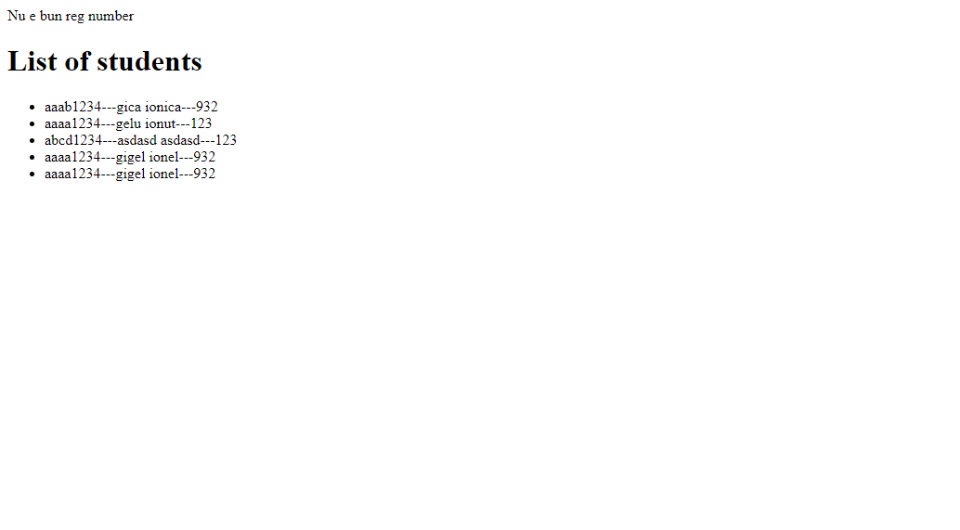 Nu e bun reg number
List of students
aaab1234---gica ionica---932
aaaa1234---gelu ionut---123
abcd1234---asdasd asdasd---123
aaaa1234---gigel ionel---932
aaaa1234---gigel ionel---932